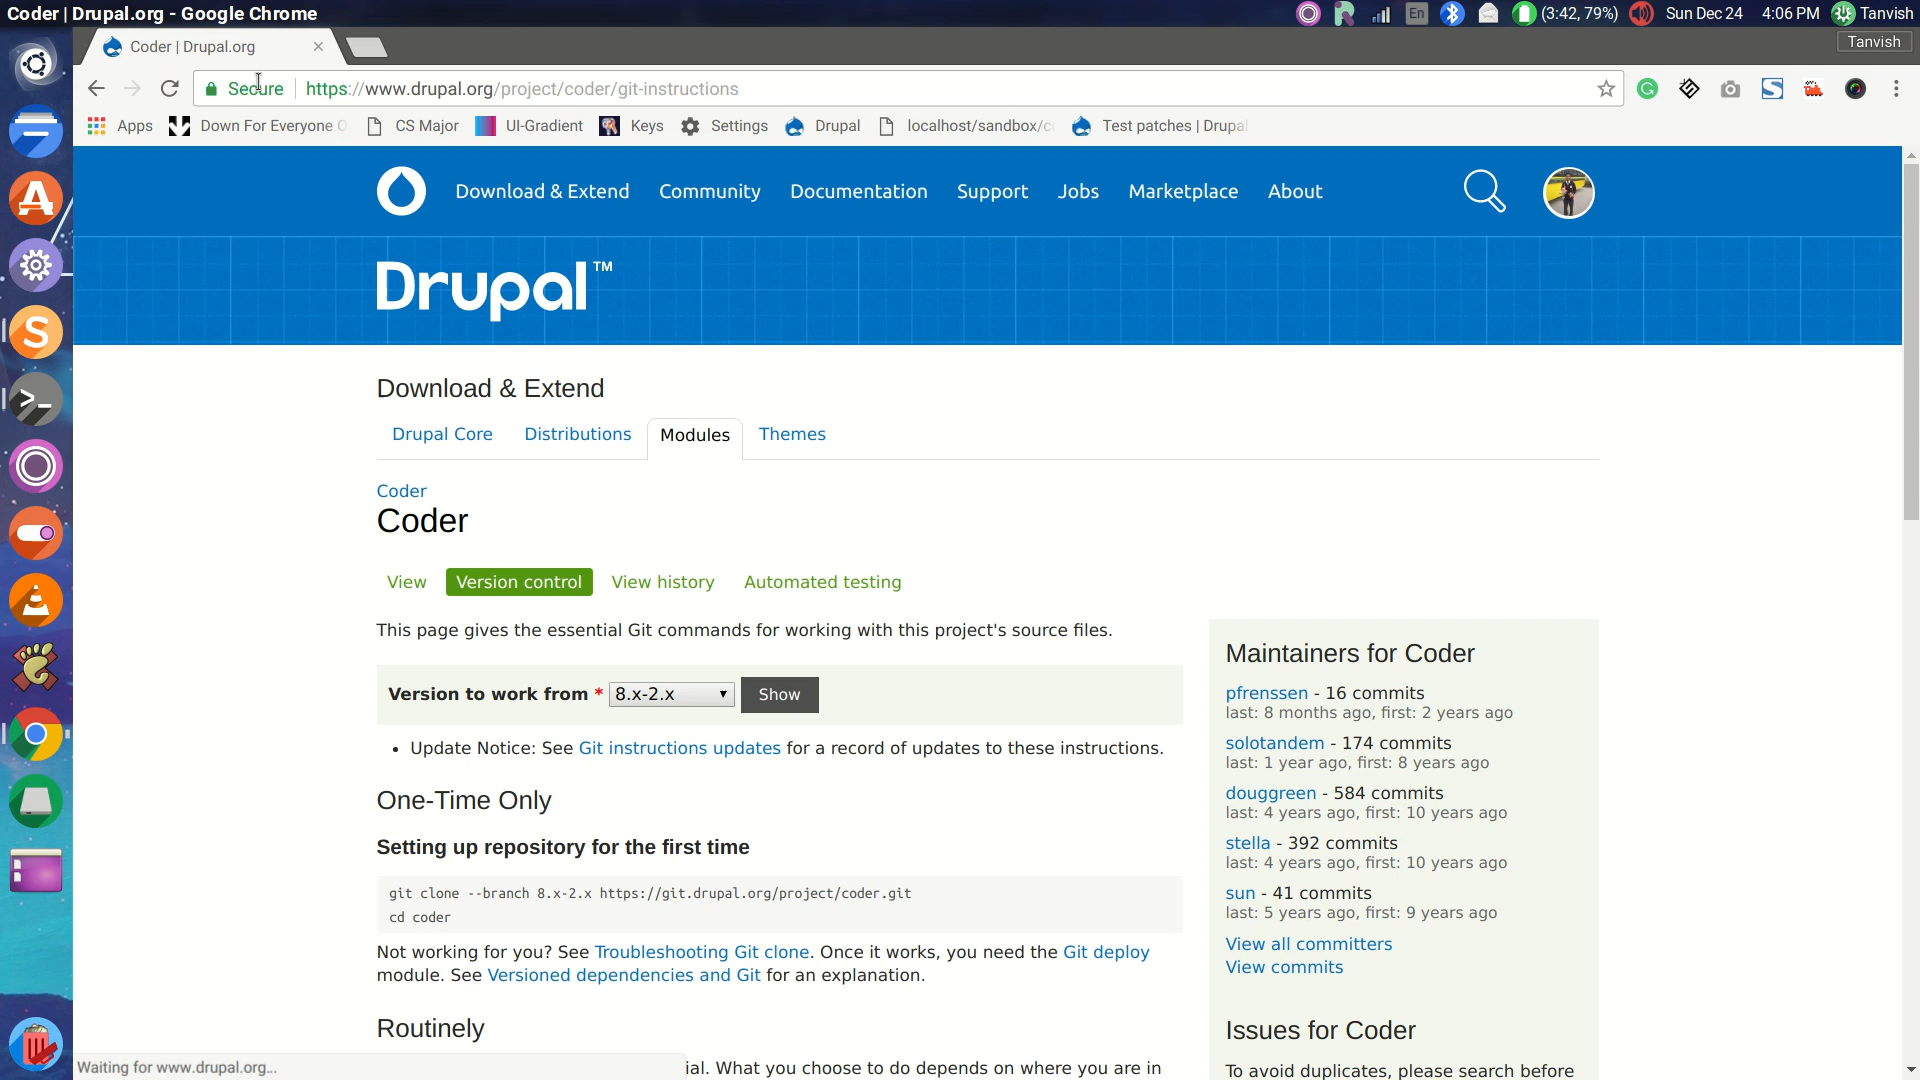 Coder | Drupal.org - Google Chrome
En (3:42, 79%) Sun Dec 24 4:06 PM Tanvish
Coder | Drupal.org
Tanvish
Secure https://www.drupal.org/project/coder/git-instructions
Apps Down For Everyone CS Major UI-Gradient Keys Settings Drupal localhost/sandbox/c Test patches | Drupal
Download & Extend Community Documentation Support Jobs Marketplace About
Drupal™
Download & Extend
Drupal Core Distributions Modules Themes
Coder
Coder
View Version control View history Automated testing
This page gives the essential Git commands for working with this project's source files.
Version to work from * 8.x-2.x Show
• Update Notice: See Git instructions updates for a record of updates to these instructions.
One-Time Only
Setting up repository for the first time
git clone --branch 8.x-2.x https://git.drupal.org/project/coder.git
cd coder
Not working for you? See Troubleshooting Git clone. Once it works, you need the Git deploy
module. See Versioned dependencies and Git for an explanation.
Routinely
ial. What you choose to do depends on where you are in
Maintainers for Coder
pfrenssen - 16 commits
last: 8 months ago, first: 2 years ago
solotandem - 174 commits
last: 1 year ago, first: 8 years ago
douggreen - 584 commits
last: 4 years ago, first: 10 years ago
stella - 392 commits
last: 4 years ago, first: 10 years ago
sun - 41 commits
last: 5 years ago, first: 9 years ago
View all committers
View commits
Issues for Coder
To avoid duplicates, please search before
Waiting for www.drupal.org...